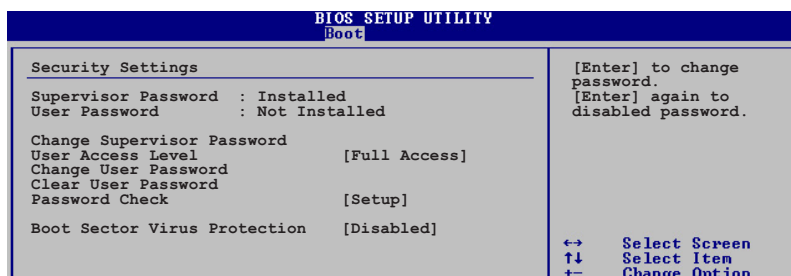 BIOS SETUP UTILITY
Boot
Security Settings
Supervisor Password : Installed
User Password : Not Installed
Change Supervisor Password
User Access Level [Full Access]
Change User Password
Clear User Password
Password Check [Setup]
Boot Sector Virus Protection [Disabled]
[Enter] to change
password.
[Enter] again to
disabled password.
←→ Select Screen
↑↓ Select Item
+- Change Option